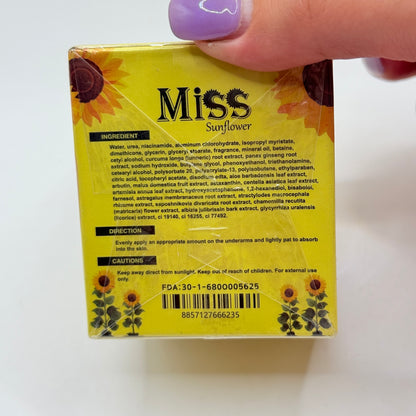 Miss
Sunflower
INGREDIENT
Water, urea, niacinamide, aluminum chlorohydrate, isopropyl myristate,
dimethicone, glycerin, glyceryl stearate, fragrance, mineral oil, betaine,
cetyl alcohol, curcuma longa (turmeric) root extract, panax ginseng root
extract, sodium hydroxide, butylene glycol, phenoxyethanol, triethanolamine,
cetearyl alcohol, polysorbate 20, polyacrylate-13, polyisobutene, ethylparaben,
citric acid, tocopheryl acetate, disodium edta, aloe barbadensis leaf extract,
arbutin, malus domestica fruit extract, astaxanthin, centella asiatica leaf extract,
artemisia annua leaf extract, hydroxyacetophenone, 1,2-hexanediol, bisabolol,
farnesol, astragalus membranaceus root extract, atractylodes macrocephala
rhizome extract, saposhnikovia divaricata root extract, chamomilla recutita
(matricaria) flower extract, albizia julibrissin bark extract, glycyrrhiza uralensis
(licorice) extract, ci 19140, ci 16255, ci 77492.
DIRECTION
Evenly apply an appropriate amount on the underarms and lightly pat to absorb
into the skin.
CAUTIONS
Keep away direct from sunlight. Keep out of reach of children. For external use
only.
FDA:30-1-6800005625
8857127666235